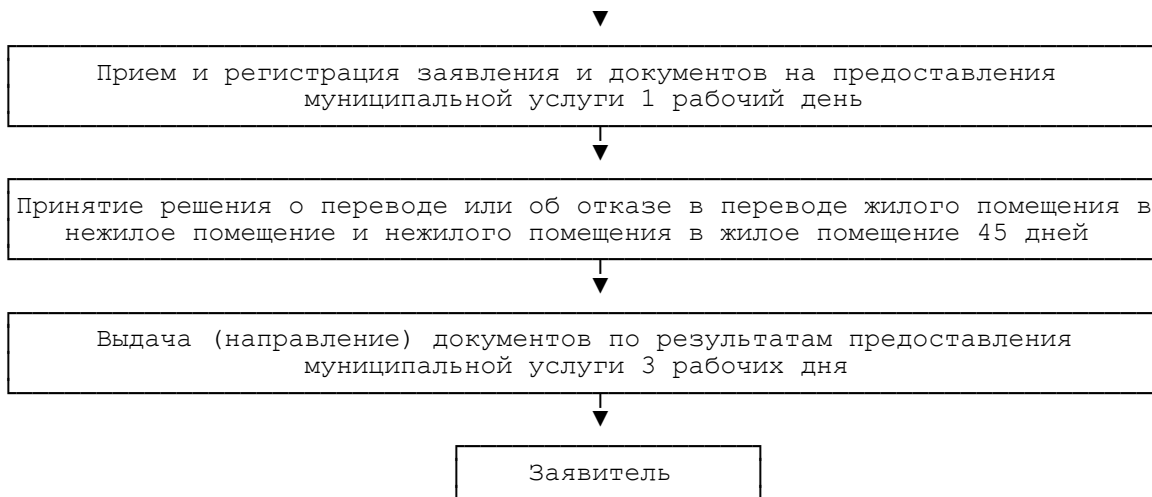 Прием и регистрация заявления и документов на предоставления
муниципальной услуги 1 рабочий день
Принятие решения о переводе или об отказе в переводе жилого помещения в
нежилое помещение и нежилого помещения в жилое помещение 45 дней
Выдача (направление) документов по результатам предоставления
муниципальной услуги 3 рабочих дня
Заявитель